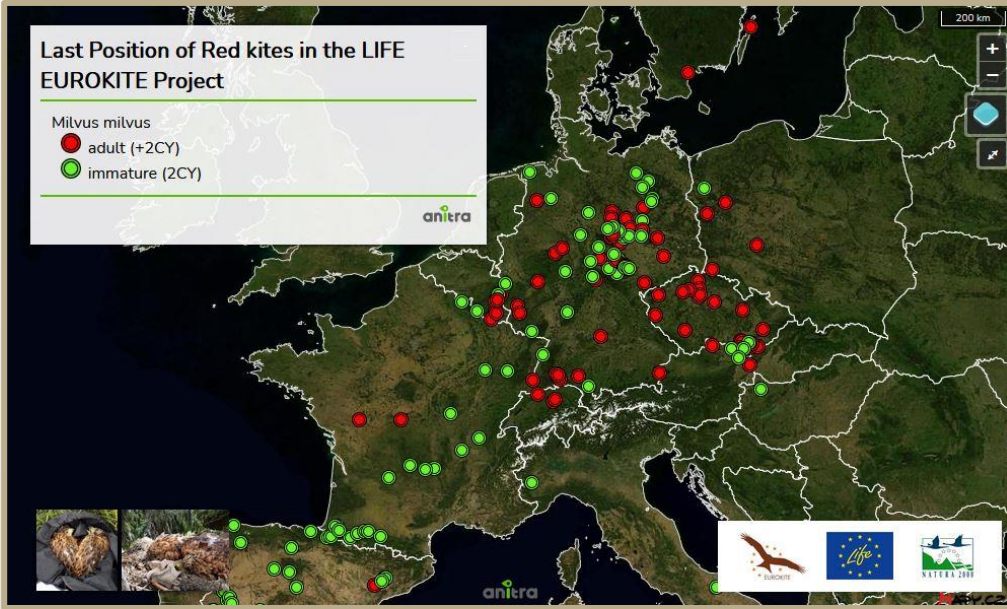 Last Position of Red kites in the LIFE
EUROKITE Project
Milvus milvus
adult (+2CY)
immature (2CY)
anitra
200 km
+
−
EUROKITE
Life
NATURA 2000
anitra